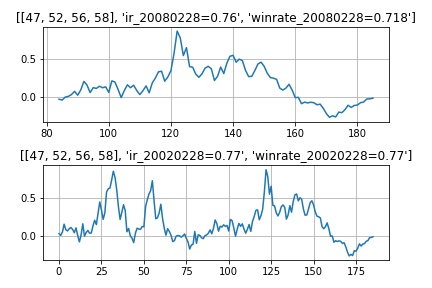 [[47, 52, 56, 58], 'ir_20080228=0.76', 'winrate_20080228=0.718']
0.5
0.0
80 100 120 140 160 180
[[47, 52, 56, 58], 'ir_20020228=0.77', 'winrate_20020228=0.77']
0.5
0.0
0 25 50 75 100 125 150 175